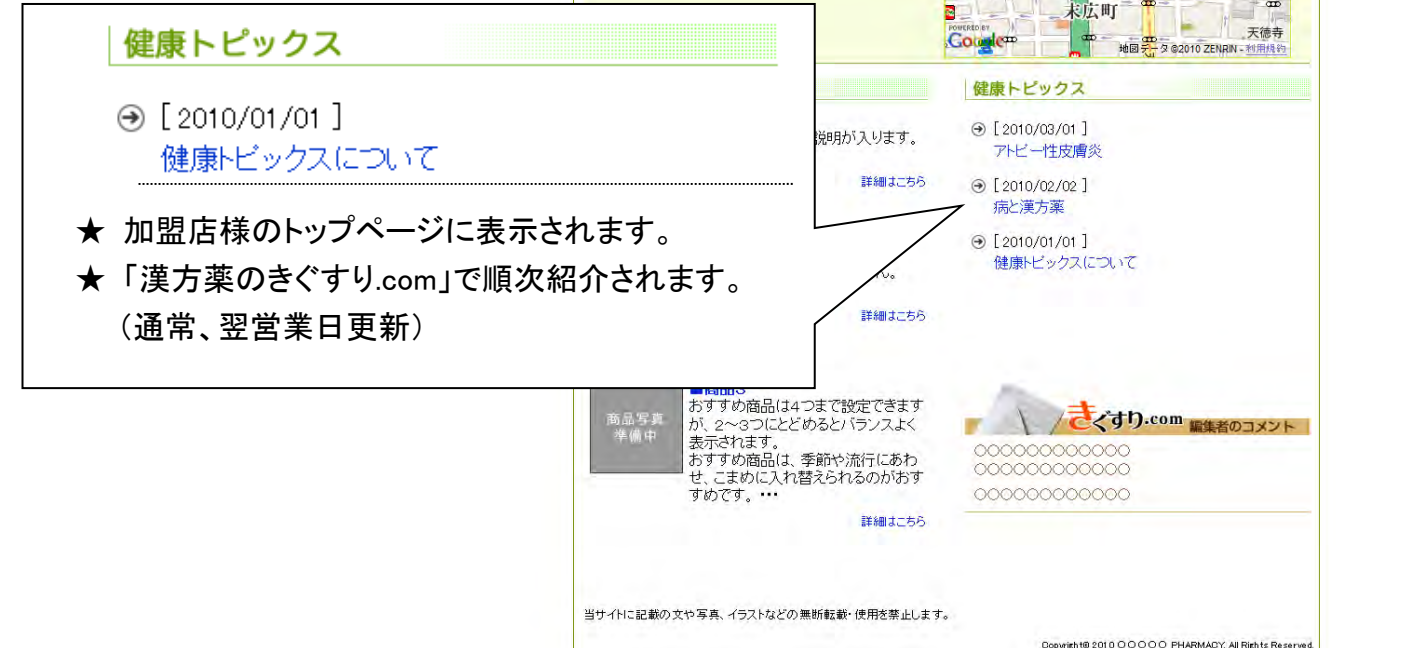 健康トピックス
[ 2010/01/01 ]
健康トピックスについて
★ 加盟店様のトップページに表示されます。
★ 「漢方薬のきぐすり.com」で順次紹介されます。
（通常、翌営業日更新）
末広町
天徳寺
POWERED BY
Google
地図データ ©2010 ZENRIN - 利用規約
説明が入ります。
詳細はこちら
ん。
詳細はこちら
■商品3
商品写真
準備中
おすすめ商品は4つまで設定できます
が、2～3つにとどめるとバランスよく
表示されます。
おすすめ商品は、季節や流行にあわ
せ、こまめに入れ替えられるのがおす
すめです。•••
詳細はこちら
健康トピックス
[ 2010/03/01 ]
アトピー性皮膚炎
[ 2010/02/02 ]
病と漢方薬
[ 2010/01/01 ]
健康トピックスについて
きぐすり.com 編集者のコメント
○○○○○○○○○○○○
○○○○○○○○○○○○
○○○○○○○○○○○○
当サイトに記載の文や写真、イラストなどの無断転載・使用を禁止します。
Copyright© 2010 ○○○○○ PHARMACY. All Rights Reserved.